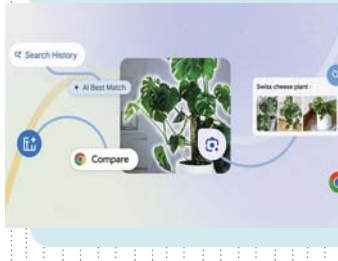 Search History
AI Best Match
Swiss cheese plant
Compare